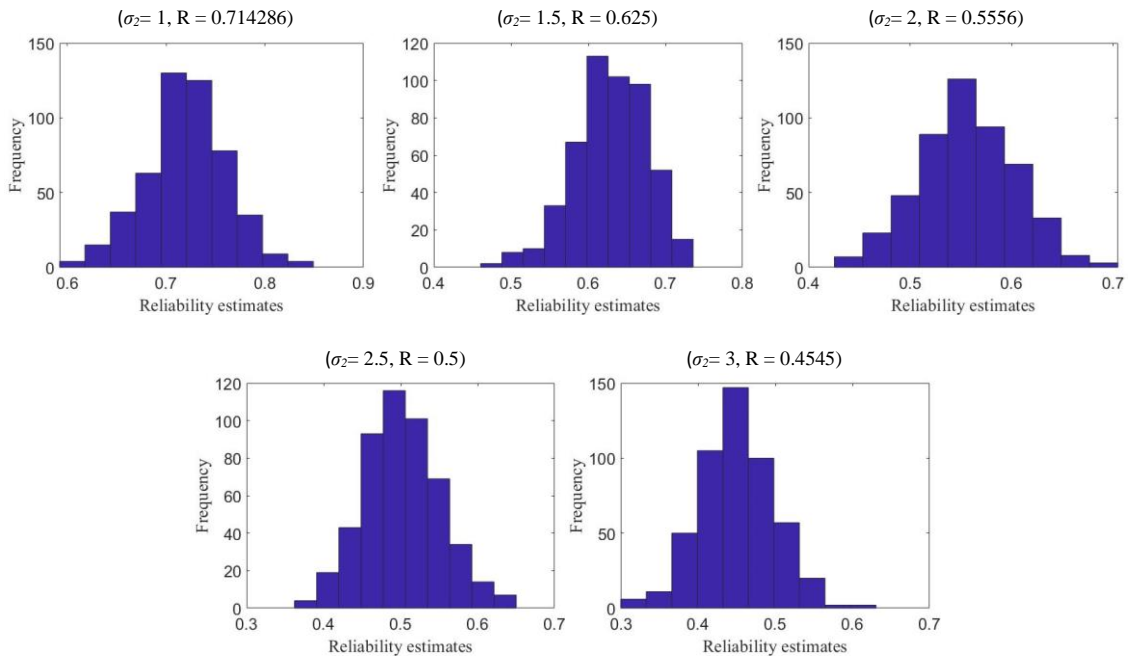 (σ2= 1, R = 0.714286)
150
100
50
0
0.6 0.7 0.8 0.9
Frequency
Reliability estimates
(σ2= 1.5, R = 0.625)
120
100
80
60
40
20
0
0.4 0.5 0.6 0.7 0.8
Frequency
Reliability estimates
(σ2= 2, R = 0.5556)
150
100
50
0
0.4 0.5 0.6 0.7
Frequency
Reliability estimates
(σ2= 2.5, R = 0.5)
120
100
80
60
40
20
0
0.3 0.4 0.5 0.6 0.7
Frequency
Reliability estimates
(σ2= 3, R = 0.4545)
150
100
50
0
0.3 0.4 0.5 0.6 0.7
Frequency
Reliability estimates